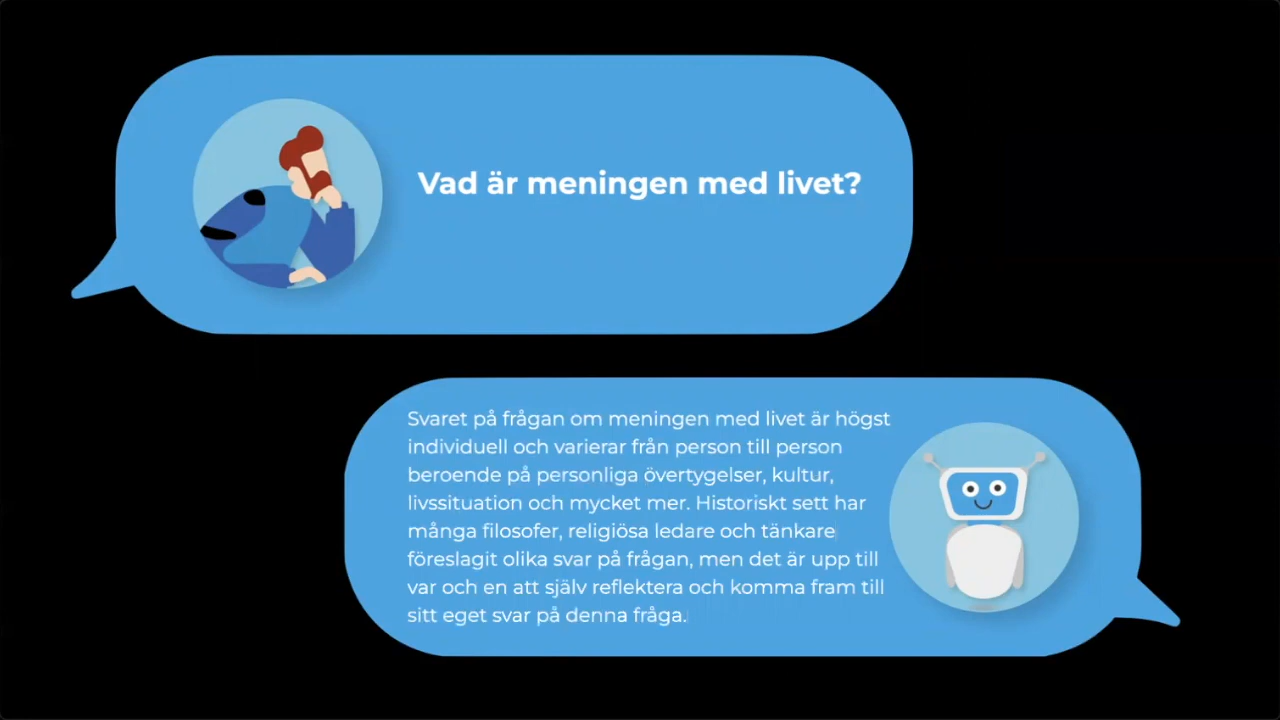 Vad är meningen med livet?
Svaret på frågan om meningen med livet är högst
individuell och varierar från person till person
beroende på personliga övertygelser, kultur,
livssituation och mycket mer. Historiskt sett har
många filosofer, religiösa ledare och tänkare
föreslagit olika svar på frågan, men det är upp till
var och en att själv reflektera och komma fram till
sitt eget svar på denna fråga.